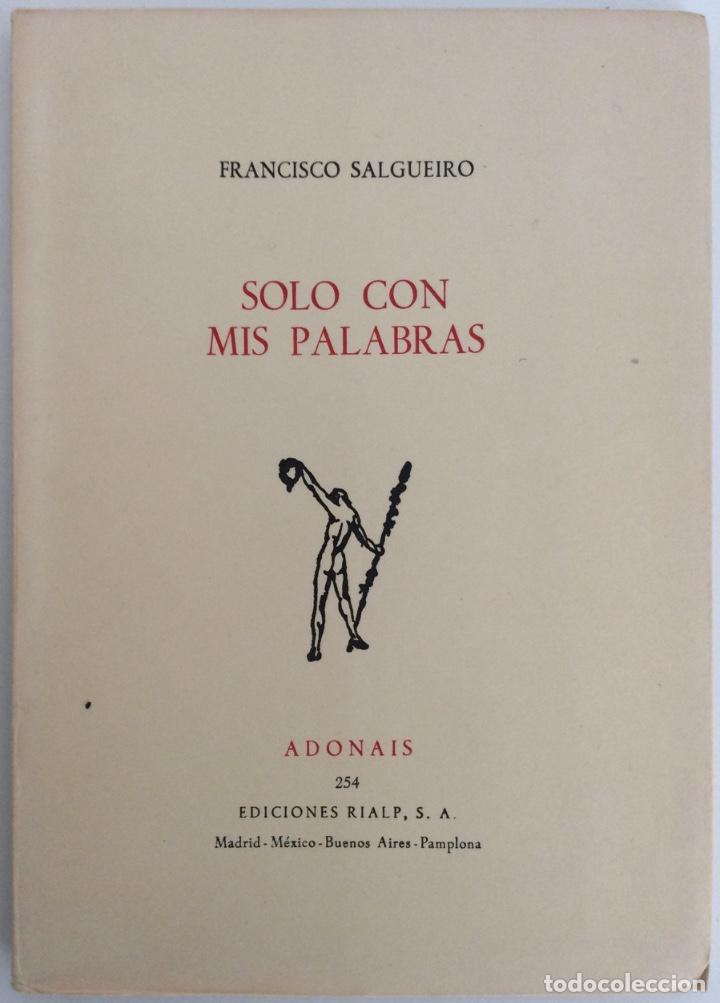 FRANCISCO SALGUEIRO
SOLO CON
MIS PALABRAS
ADONAIS
254
EDICIONES RIALP, S. A.
Madrid - México - Buenos Aires - Pamplona
todocoleccion